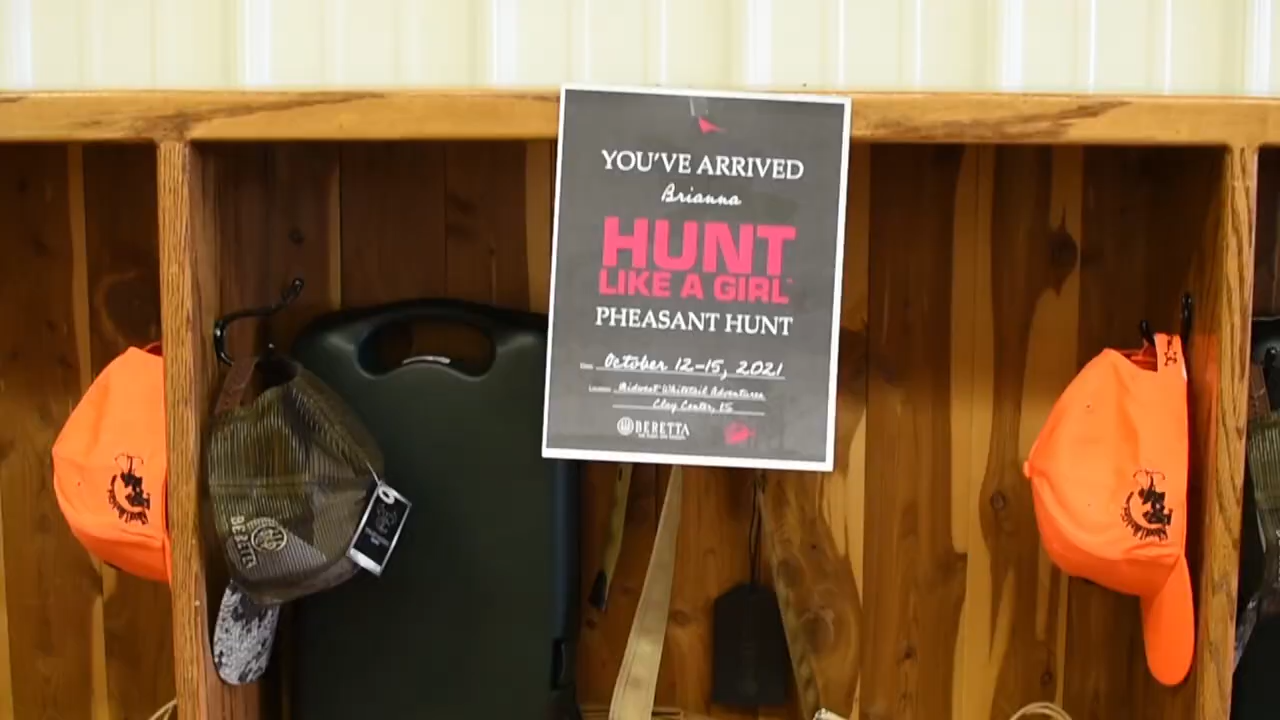 YOU'VE ARRIVED
Brianna
HUNT
LIKE A GIRL
PHEASANT HUNT
October 12-15, 2021
Midwest Whitetail Adventures
Clay Center, KS
BERETTA
BERETTA